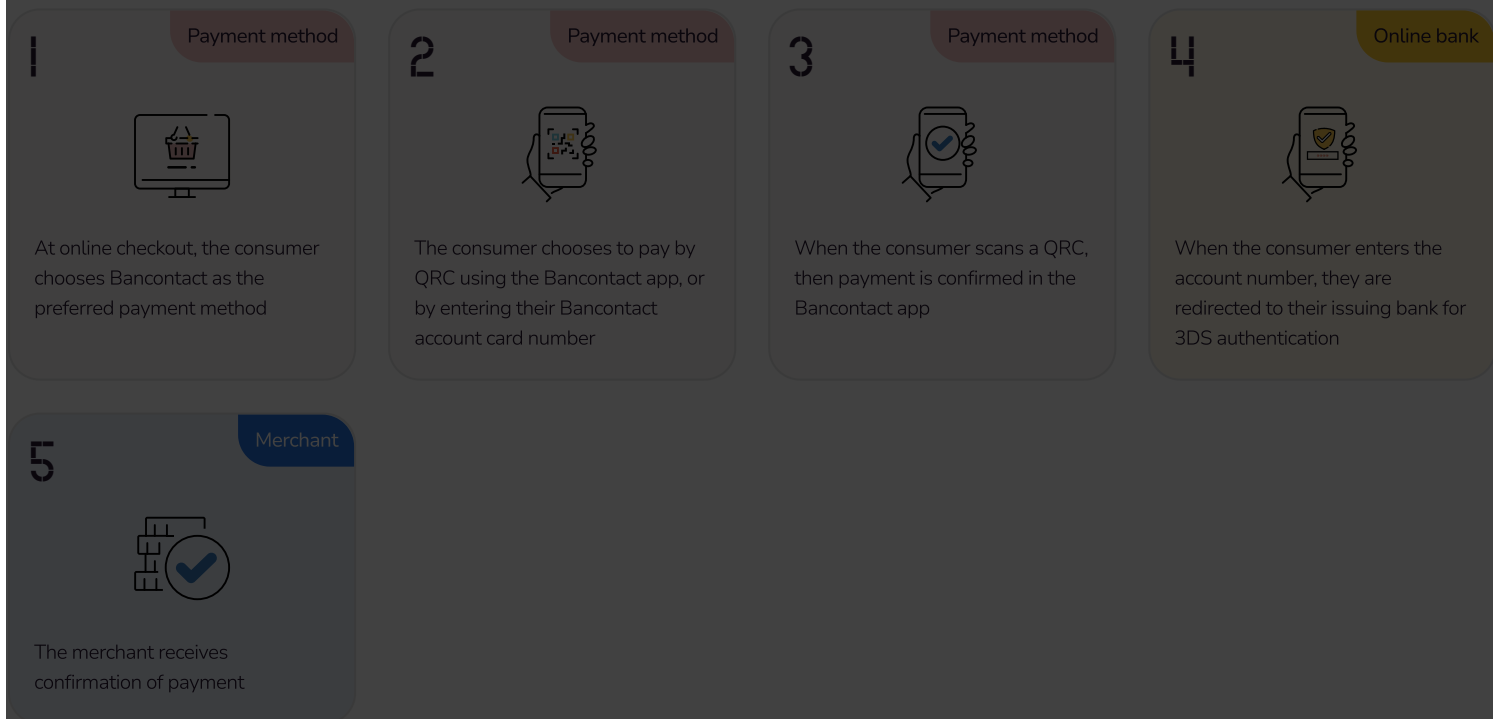 1
Payment method
At online checkout, the consumer
chooses Bancontact as the
preferred payment method
2
Payment method
The consumer chooses to pay by
QRC using the Bancontact app, or
by entering their Bancontact
account card number
3
Payment method
When the consumer scans a QRC,
then payment is confirmed in the
Bancontact app
4
Online bank
When the consumer enters the
account number, they are
redirected to their issuing bank for
3DS authentication
5
Merchant
The merchant receives
confirmation of payment